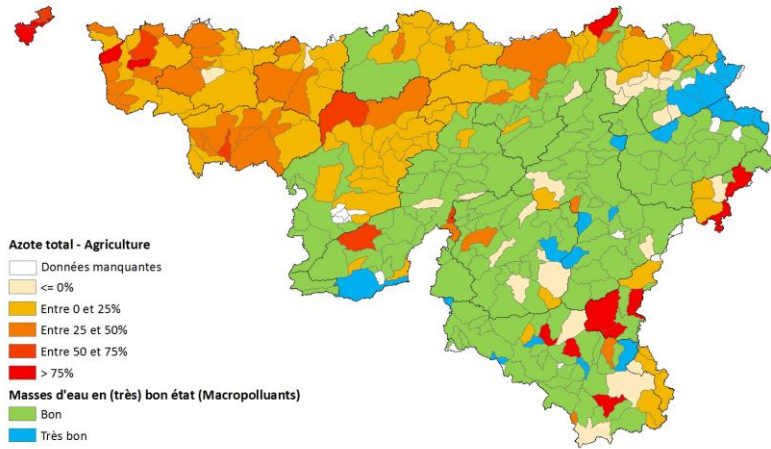 Azote total - Agriculture
Données manquantes
<= 0%
Entre 0 et 25%
Entre 25 et 50%
Entre 50 et 75%
> 75%
Masses d'eau en (très) bon état (Macropolluants)
Bon
Très bon